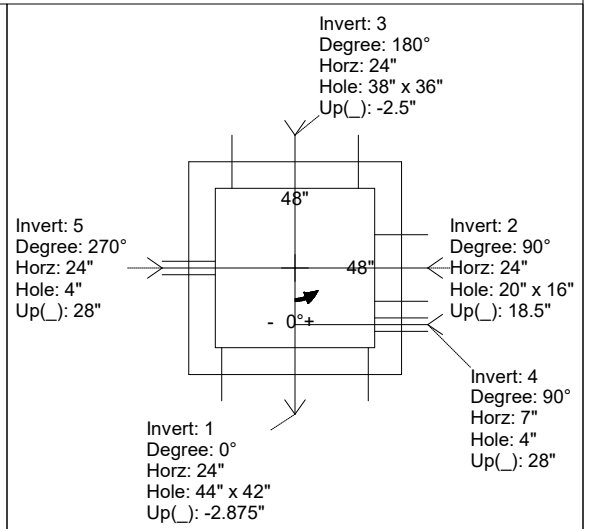 Invert: 3
Degree: 180°
Horz: 24"
Hole: 38" x 36"
Up(_): -2.5"
48"
Invert: 5
Degree: 270°
Horz: 24"
Hole: 4"
Up(_): 28"
48"
Invert: 2
Degree: 90°
Horz: 24"
Hole: 20" x 16"
Up(_): 18.5"
- 0°+
Invert: 4
Degree: 90°
Horz: 7"
Hole: 4"
Up(_): 28"
Invert: 1
Degree: 0°
Horz: 24"
Hole: 44" x 42"
Up(_): -2.875"